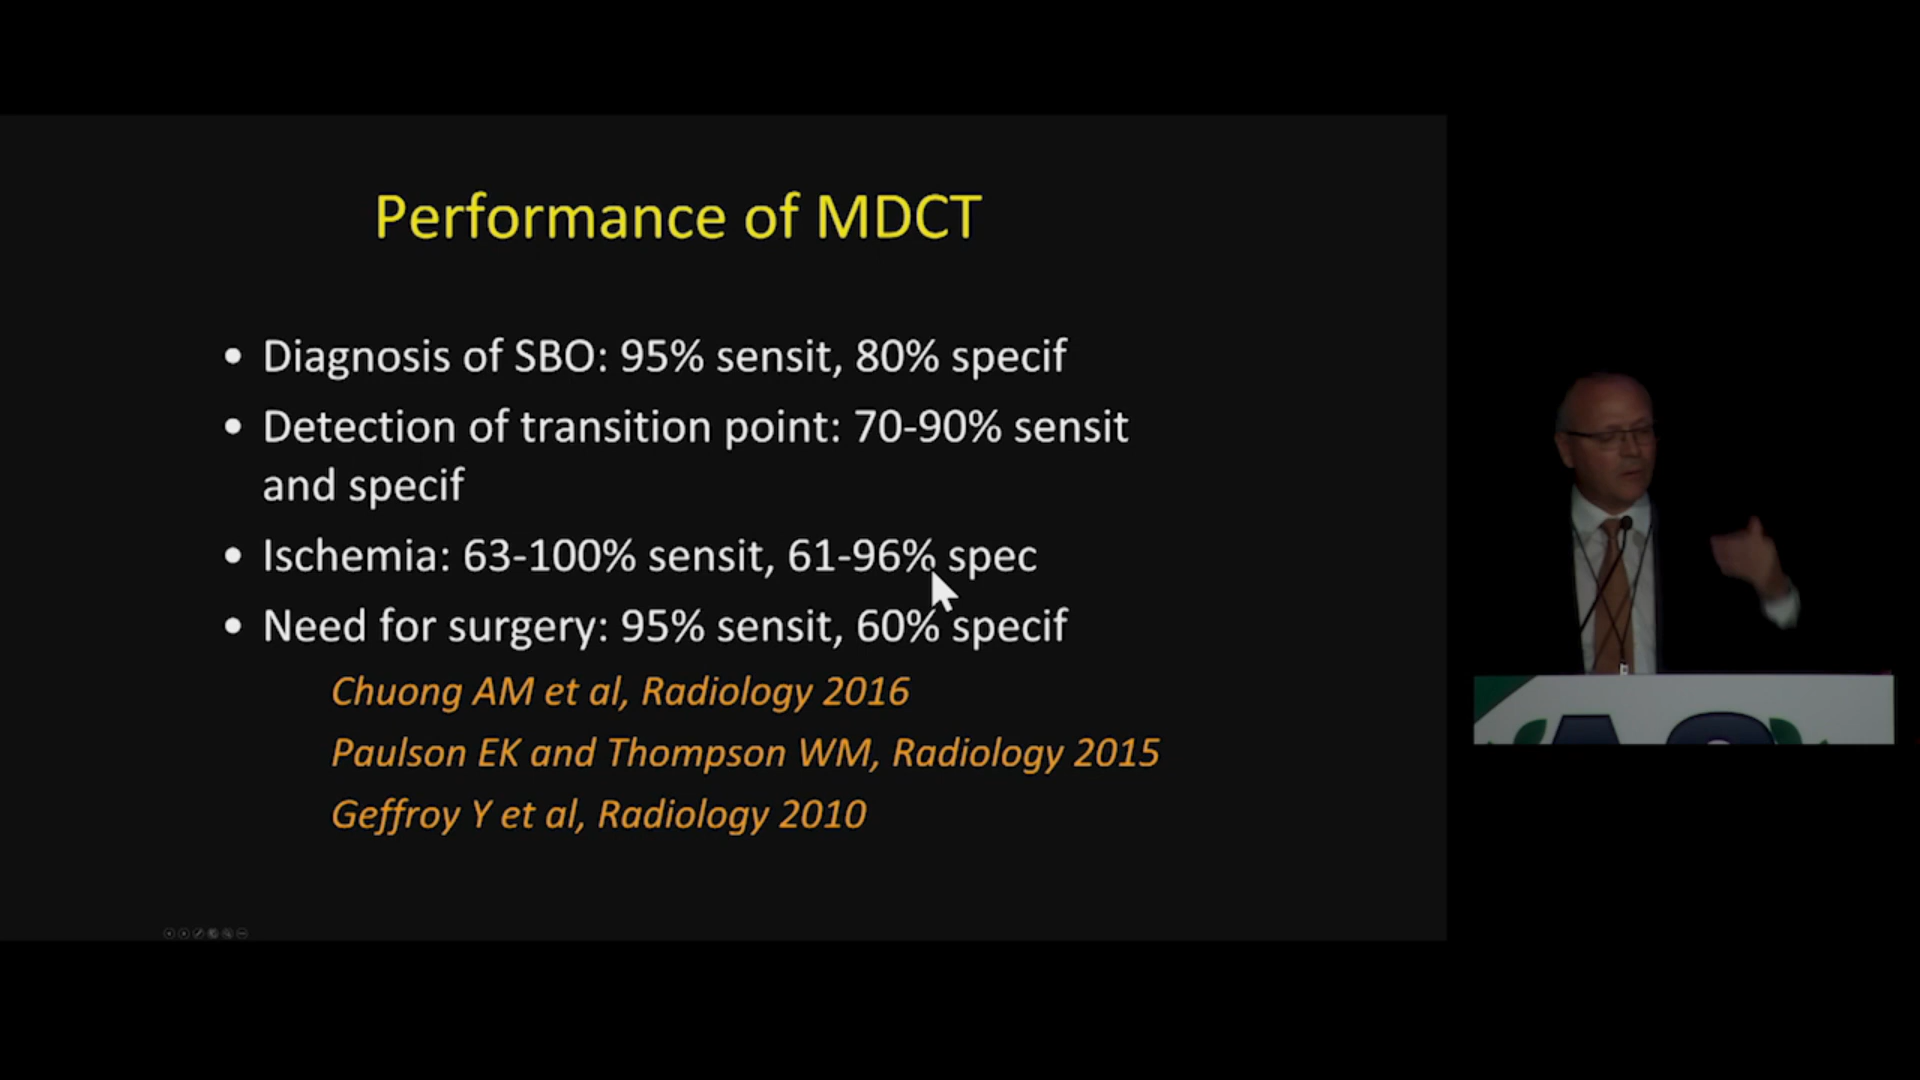 Performance of MDCT
• Diagnosis of SBO: 95% sensit, 80% specif
• Detection of transition point: 70-90% sensit
and specif
• Ischemia: 63-100% sensit, 61-96% spec
• Need for surgery: 95% sensit, 60% specif
Chuong AM et al, Radiology 2016
Paulson EK and Thompson WM, Radiology 2015
Geffroy Y et al, Radiology 2010